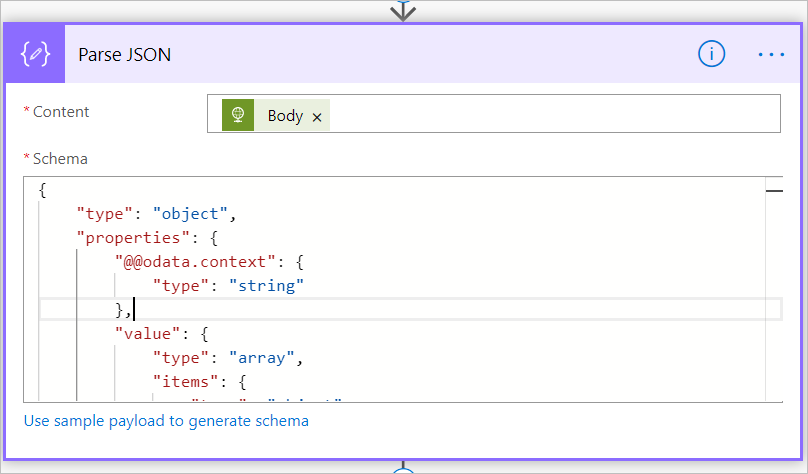 Parse JSON
* Content
Body ×
* Schema
{
    "type": "object",
    "properties": {
        "@@odata.context": {
            "type": "string"
        },
        "value": {
            "type": "array",
            "items": {
Use sample payload to generate schema